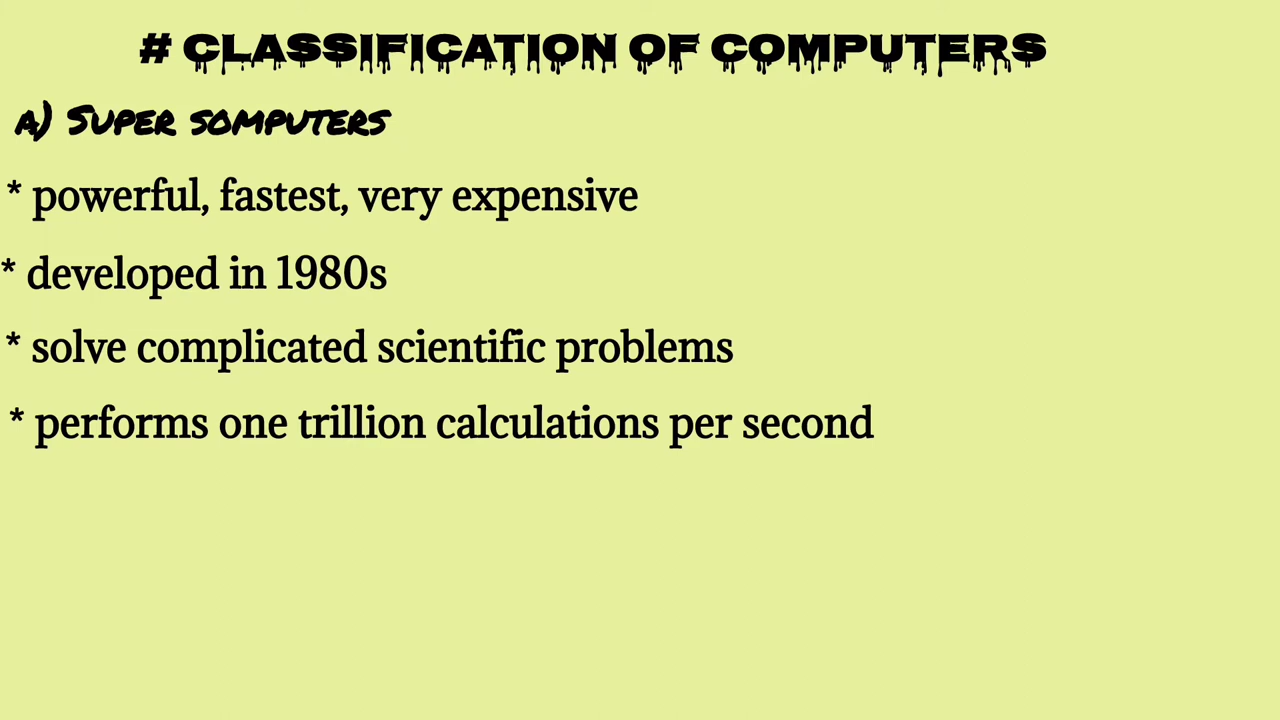 # CLASSIFICATION OF COMPUTERS
a) Super somputers
* powerful, fastest, very expensive
* developed in 1980s
* solve complicated scientific problems
* performs one trillion calculations per second